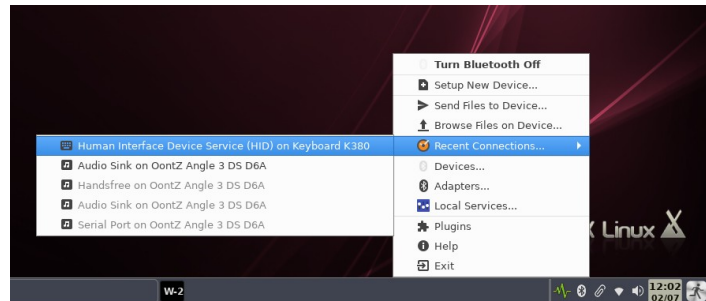 Turn Bluetooth Off
Setup New Device...
Send Files to Device...
Browse Files on Device...
Recent Connections...
Human Interface Device Service (HID) on Keyboard K380
Audio Sink on OontZ Angle 3 DS D6A
Handsfree on OontZ Angle 3 DS D6A
Audio Sink on OontZ Angle 3 DS D6A
Serial Port on OontZ Angle 3 DS D6A
Devices...
Adapters...
Local Services...
Plugins
Help
Exit
Linux
W-2
12:02
02/07